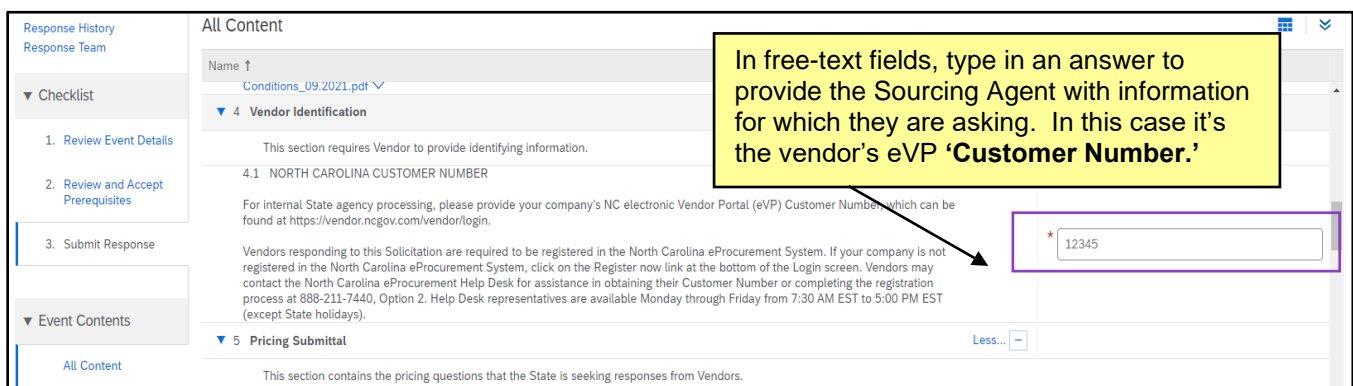 Response History
Response Team
▼ Checklist
1. Review Event Details
2. Review and Accept
Prerequisites
3. Submit Response
▼ Event Contents
All Content
All Content
Name ↑
Conditions_09.2021.pdf
▼ 4 Vendor Identification
This section requires Vendor to provide identifying information.
4.1 NORTH CAROLINA CUSTOMER NUMBER
For internal State agency processing, please provide your company's NC electronic Vendor Portal (eVP) Customer Number, which can be
found at https://vendor.ncgov.com/vendor/login.
Vendors responding to this Solicitation are required to be registered in the North Carolina eProcurement System. If your company is not
registered in the North Carolina eProcurement System, click on the Register now link at the bottom of the Login screen. Vendors may
contact the North Carolina eProcurement Help Desk for assistance in obtaining their Customer Number or completing the registration
process at 888-211-7440, Option 2. Help Desk representatives are available Monday through Friday from 7:30 AM EST to 5:00 PM EST
(except State holidays).
* 12345
▼ 5 Pricing Submittal
Less... −
This section contains the pricing questions that the State is seeking responses from Vendors.
In free-text fields, type in an answer to
provide the Sourcing Agent with information
for which they are asking. In this case it's
the vendor's eVP 'Customer Number.'